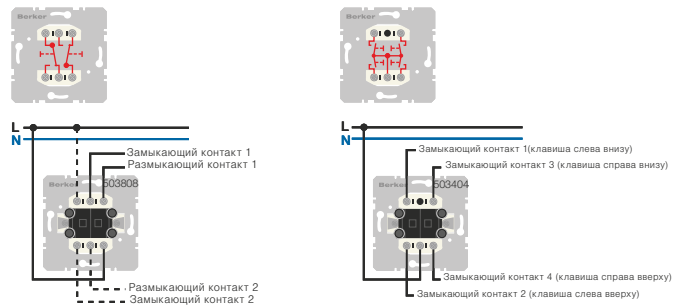 Berker
Berker
L
N
Замыкающий контакт 1
Размыкающий контакт 1
Berker
503808
Размыкающий контакт 2
Замыкающий контакт 2
L
N
Замыкающий контакт 1(клавиша слева внизу)
Замыкающий контакт 3 (клавиша справа внизу)
Berker
503404
Замыкающий контакт 4 (клавиша справа вверху)
Замыкающий контакт 2 (клавиша слева вверху)